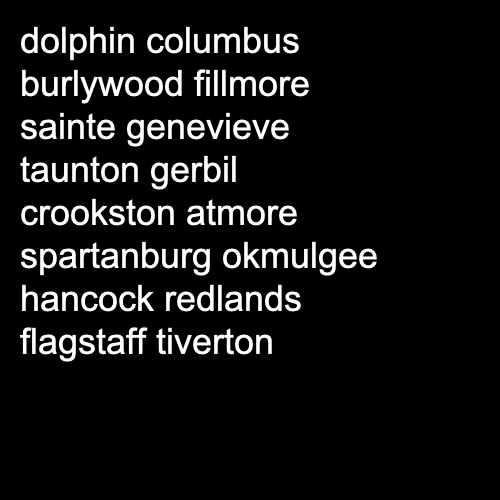 dolphin columbus
burlywood fillmore
sainte genevieve
taunton gerbil
crookston atmore
spartanburg okmulgee
hancock redlands
flagstaff tiverton